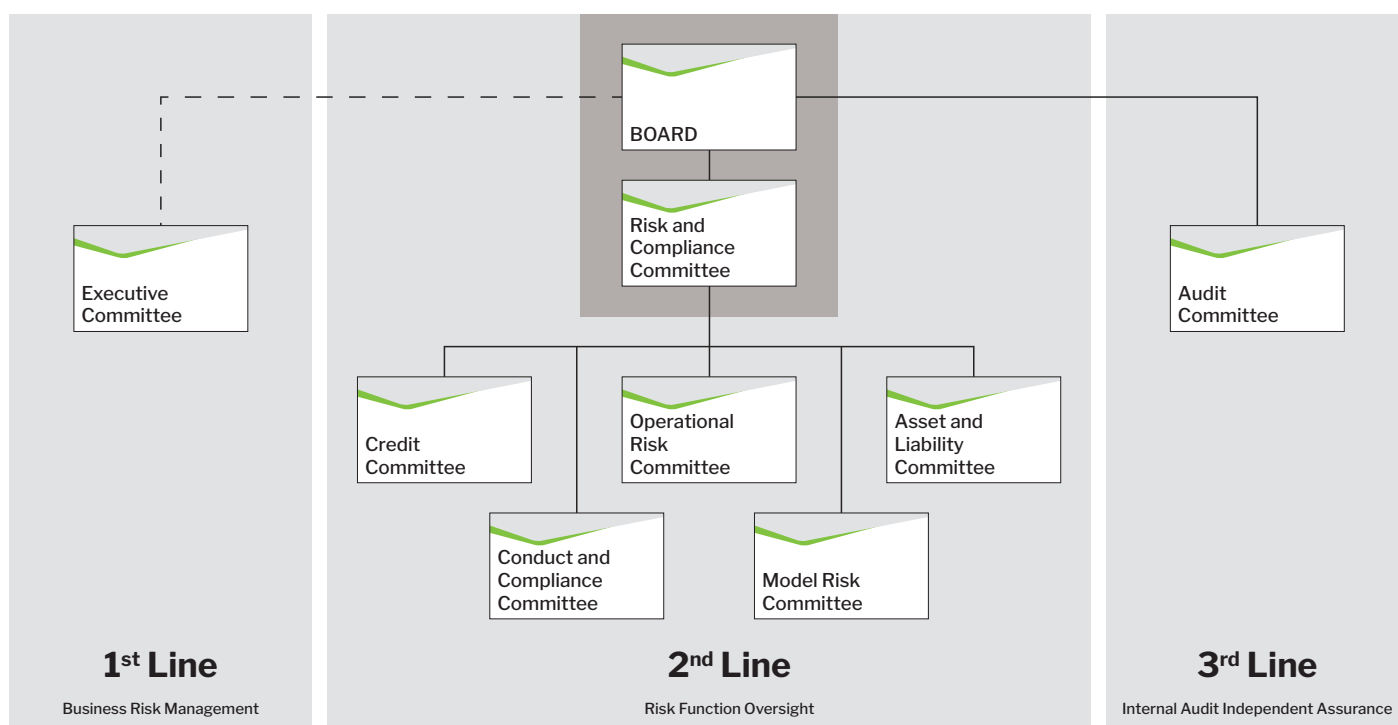 BOARD
Risk and
Compliance
Committee
Executive
Committee
Audit
Committee
Credit
Committee
Operational
Risk
Committee
Asset and
Liability
Committee
Conduct and
Compliance
Committee
Model Risk
Committee
1st Line
Business Risk Management
2nd Line
Risk Function Oversight
3rd Line
Internal Audit Independent Assurance